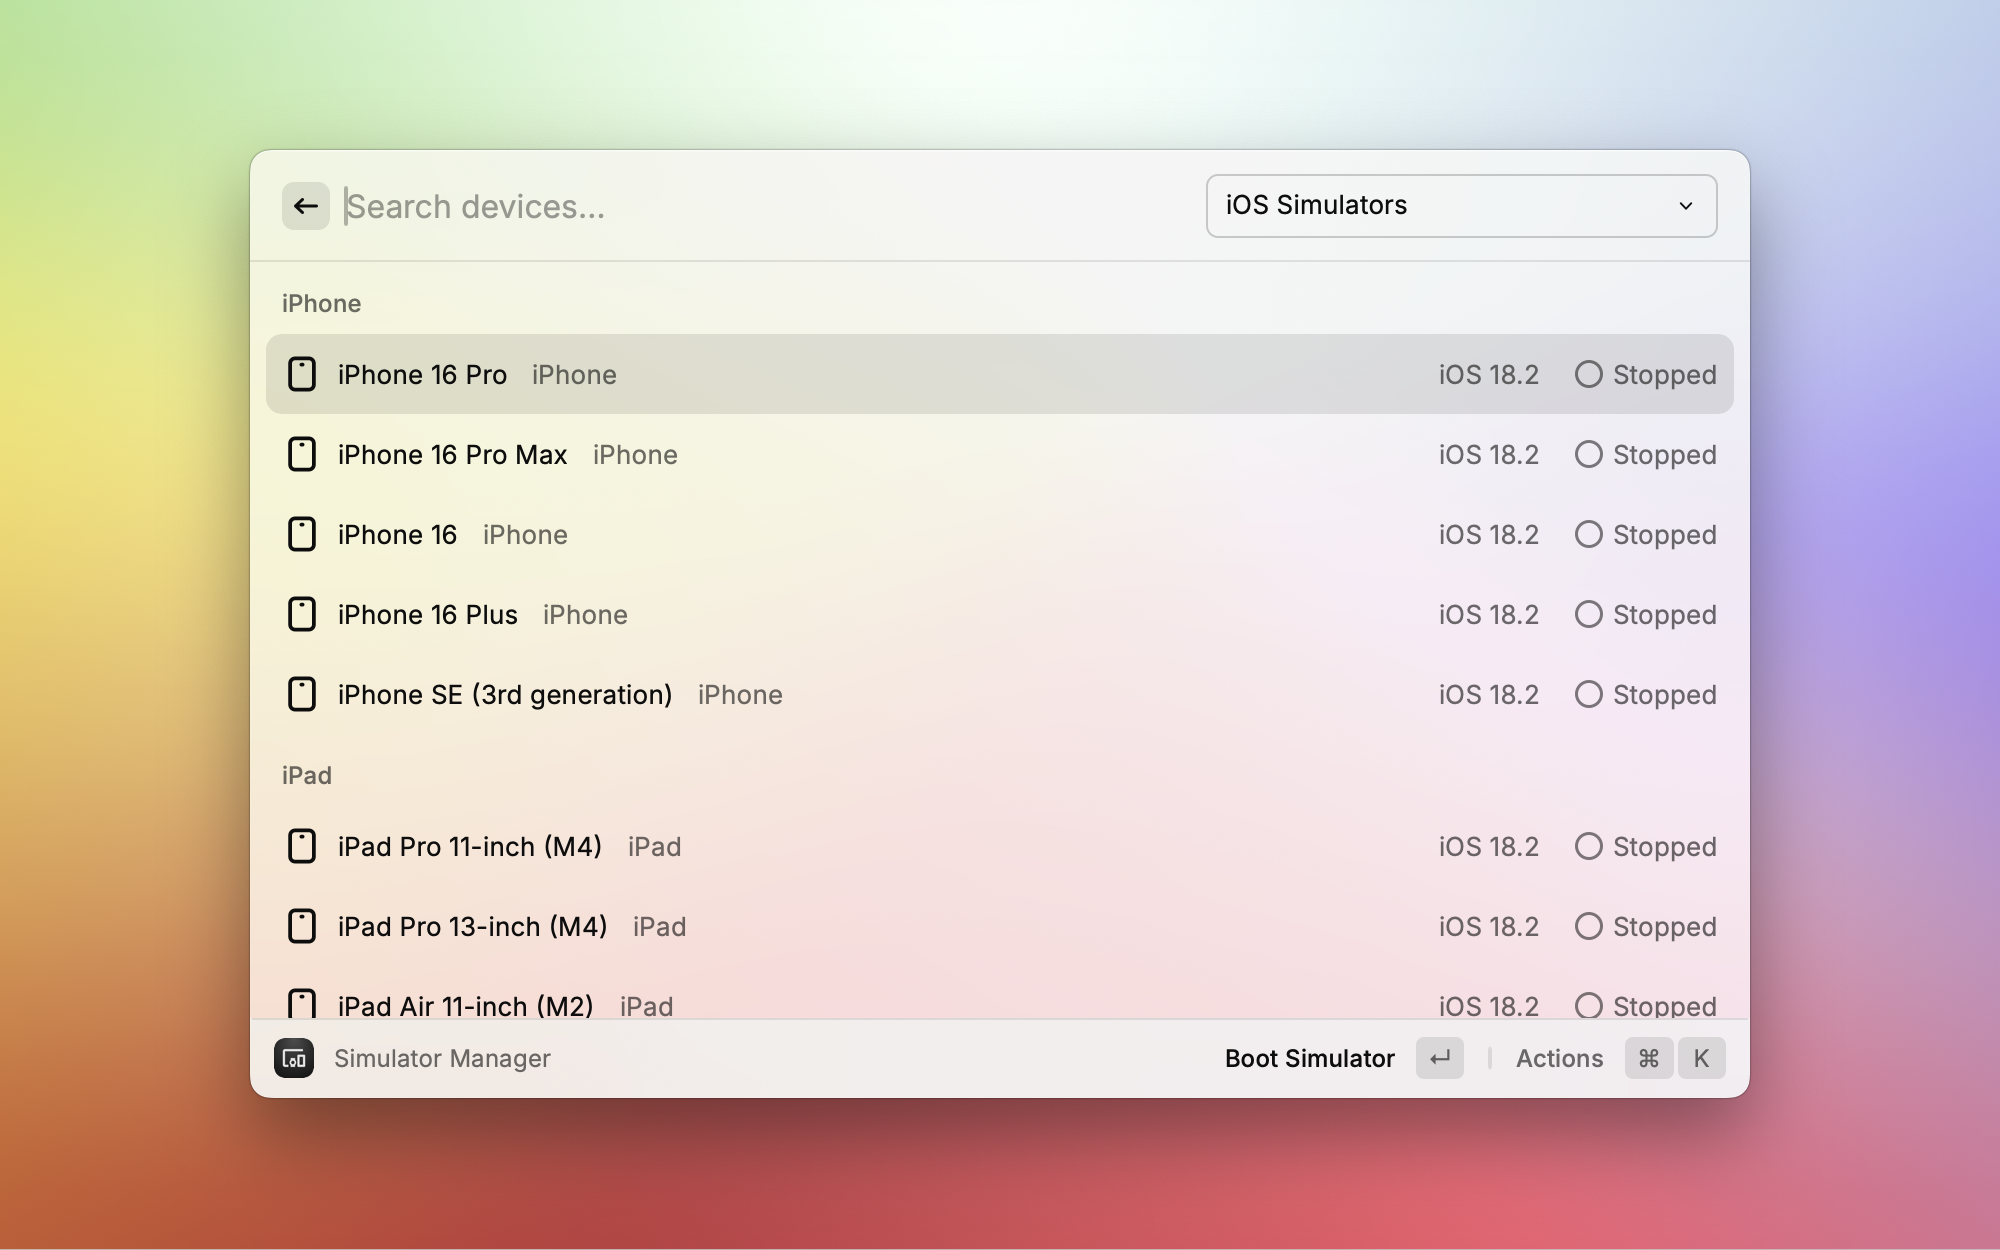 Search devices...
iOS Simulators
iPhone
iPhone 16 Pro iPhone iOS 18.2 Stopped
iPhone 16 Pro Max iPhone iOS 18.2 Stopped
iPhone 16 iPhone iOS 18.2 Stopped
iPhone 16 Plus iPhone iOS 18.2 Stopped
iPhone SE (3rd generation) iPhone iOS 18.2 Stopped
iPad
iPad Pro 11-inch (M4) iPad iOS 18.2 Stopped
iPad Pro 13-inch (M4) iPad iOS 18.2 Stopped
iPad Air 11-inch (M2) iPad iOS 18.2 Stopped
Simulator Manager Boot Simulator ↵ Actions ⌘ K